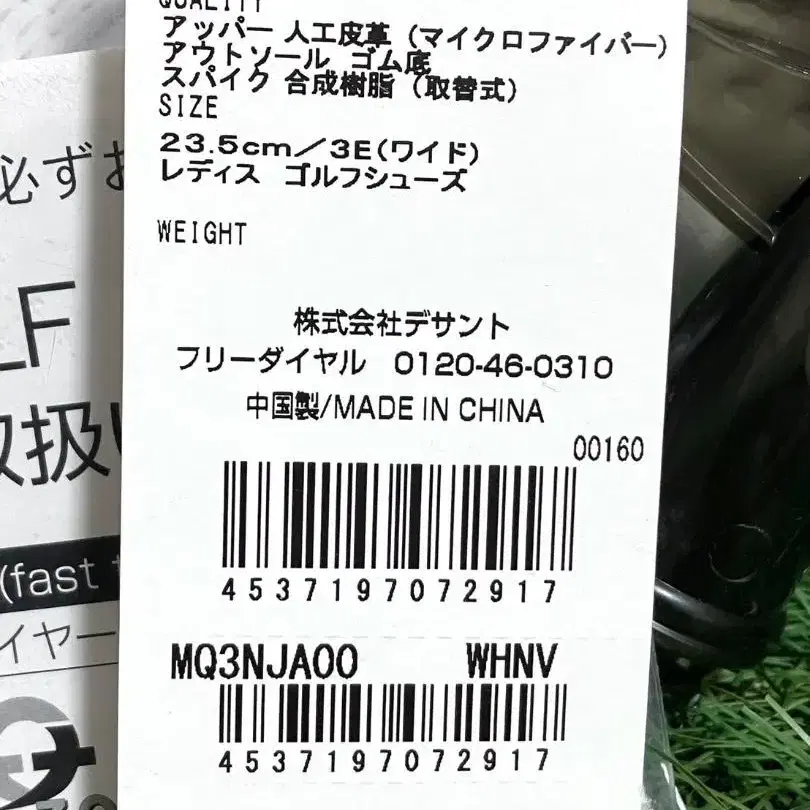 QUALITY
アッパー 人工皮革 (マイクロファイバー)
アウトソール ゴム底
スパイク 合成樹脂 (取替式)
SIZE
23.5cm/3E(ワイド)
レディス ゴルフシューズ
WEIGHT
株式会社デサント
フリーダイヤル 0120-46-0310
中国製/MADE IN CHINA
00160
4537197072917
MQ3NJA00 WHNV
4537197072917
必ずお
LF
取扱い
(fast
イヤー